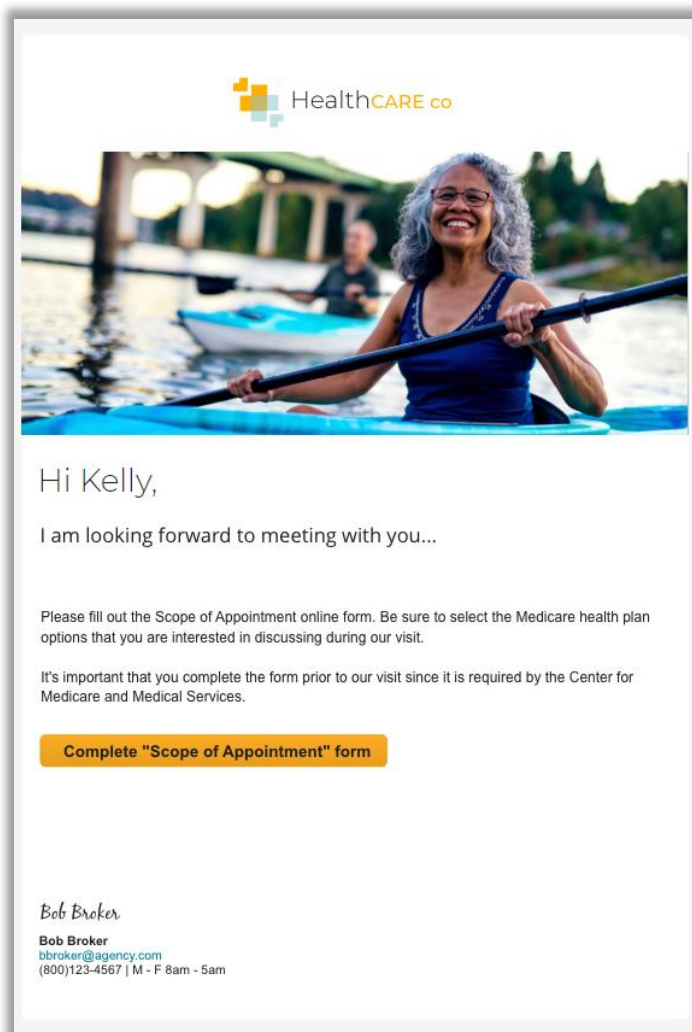 HealthCARE co
Hi Kelly,
I am looking forward to meeting with you...
Please fill out the Scope of Appointment online form. Be sure to select the Medicare health plan
options that you are interested in discussing during our visit.
It's important that you complete the form prior to our visit since it is required by the Center for
Medicare and Medical Services.
Complete "Scope of Appointment" form
Bob Broker
Bob Broker
bbroker@agency.com
(800)123-4567 | M - F 8am - 5am